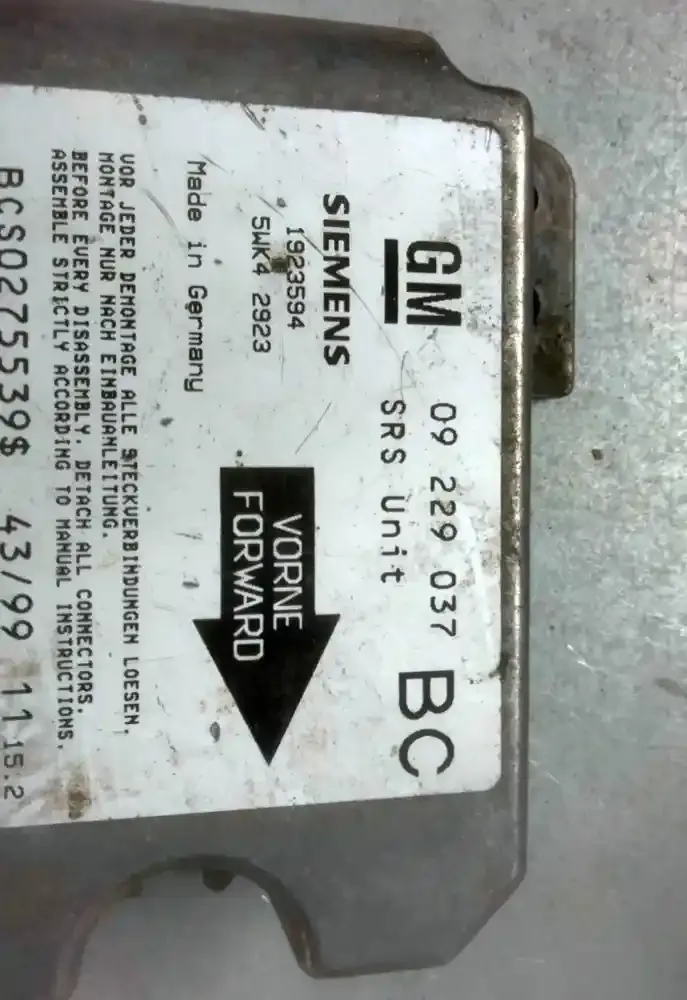 GM 09 229 037 BC
SRS Unit
SIEMENS
1923594
5WK4 2923
VORNE
FORWARD
Made in Germany
VOR JEDER DEMONTAGE ALLE STECKVERBINDUNGEN LOESEN.
MONTAGE NUR NACH EINBAUANLEITUNG.
BEFORE EVERY DISASSEMBLY. DETACH ALL CONNECTORS.
ASSEMBLE STRICTLY ACCORDING TO MANUAL INSTRUCTIONS.
BCS0275539$ 43/99 11 15.2